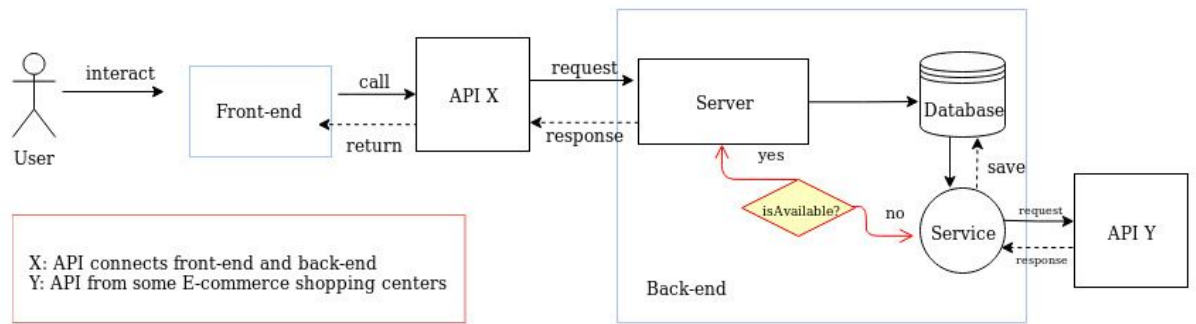 User
interact
Front-end
call
return
API X
request
response
Server
Database
yes
isAvailable?
no
save
Service
request
response
API Y
Back-end
X: API connects front-end and back-end
Y: API from some E-commerce shopping centers